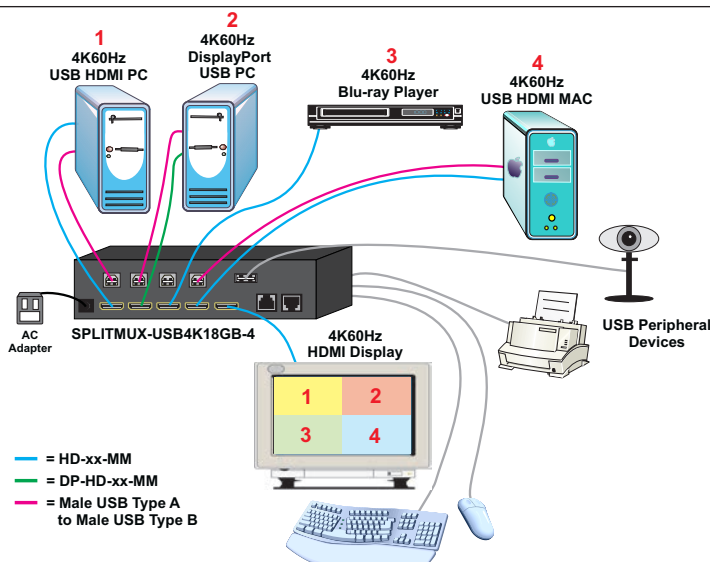 1
4K60Hz
USB HDMI PC
2
4K60Hz
DisplayPort
USB PC
3
4K60Hz
Blu-ray Player
4
4K60Hz
USB HDMI MAC
AC
Adapter
SPLITMUX-USB4K18GB-4
4K60Hz
HDMI Display
USB Peripheral
Devices
1 2
3 4
= HD-xx-MM
= DP-HD-xx-MM
= Male USB Type A
to Male USB Type B